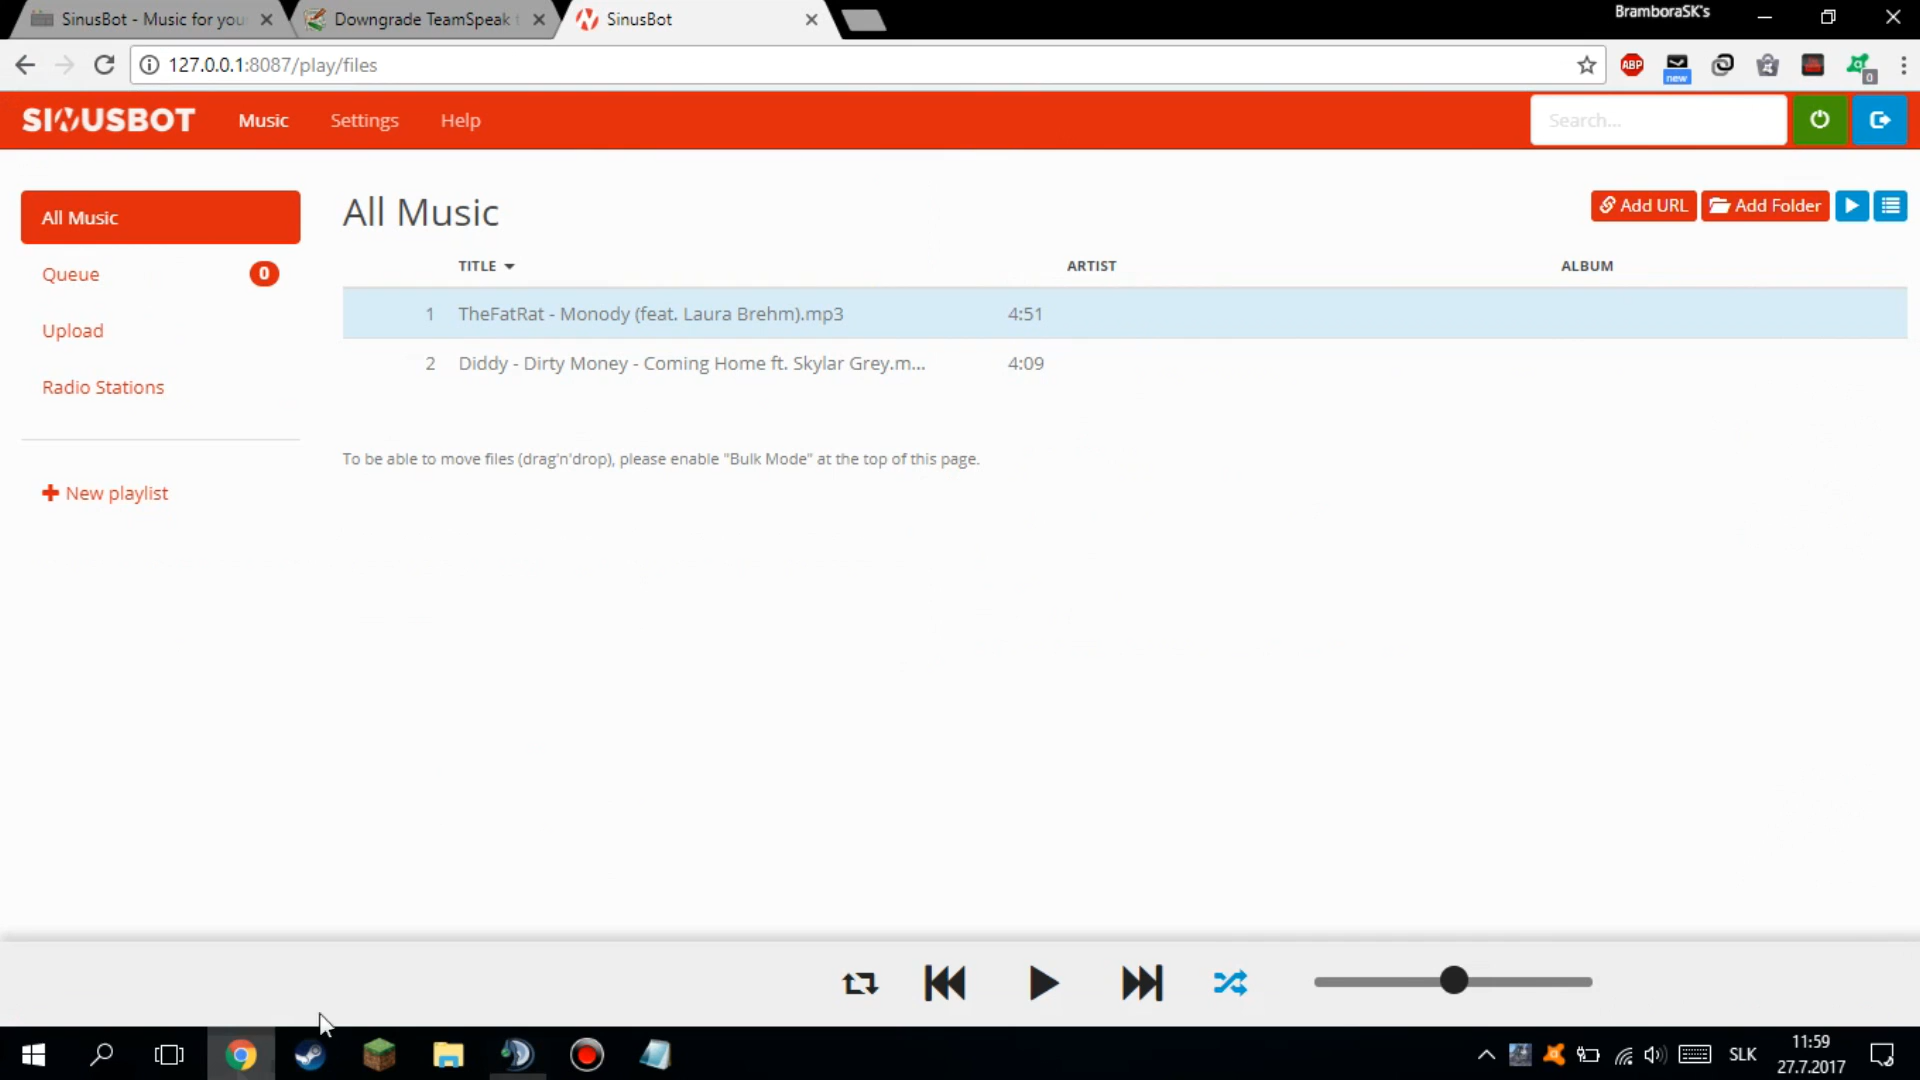 SinusBot - Music for you
Downgrade TeamSpeak
SinusBot
BramboraSK's
127.0.0.1:8087/play/files
ABP
new
0
SINUSBOT
Music
Settings
Help
Search...
All Music
Queue
0
Upload
Radio Stations
New playlist
All Music
Add URL
Add Folder
TITLE
ARTIST
ALBUM
1 TheFatRat - Monody (feat. Laura Brehm).mp3 4:51
2 Diddy - Dirty Money - Coming Home ft. Skylar Grey.m... 4:09
To be able to move files (drag'n'drop), please enable "Bulk Mode" at the top of this page.
SLK
11:59
27.7.2017